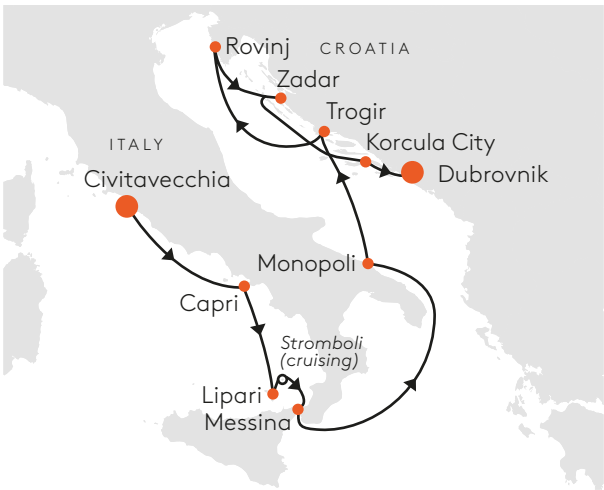 Rovinj
CROATIA
Zadar
Trogir
ITALY
Korcula City
Civitavecchia
Dubrovnik
Monopoli
Capri
Stromboli
(cruising)
Lipari
Messina